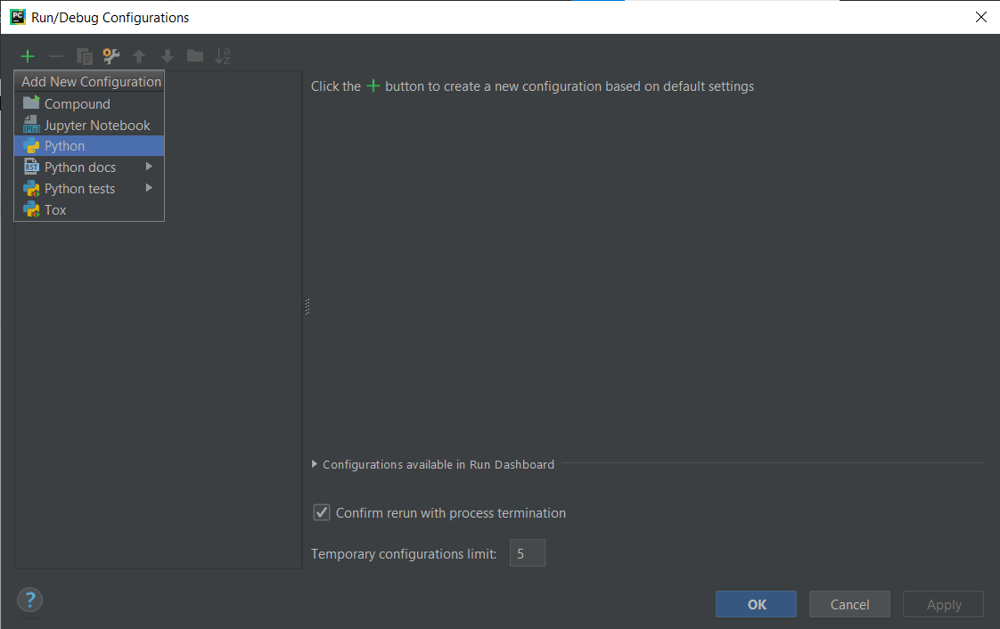 PC Run/Debug Configurations
Add New Configuration
Compound
Jupyter Notebook
Python
Python docs
Python tests
Tox
Click the + button to create a new configuration based on default settings
Configurations available in Run Dashboard
Confirm rerun with process termination
Temporary configurations limit: 5
?
OK Cancel Apply